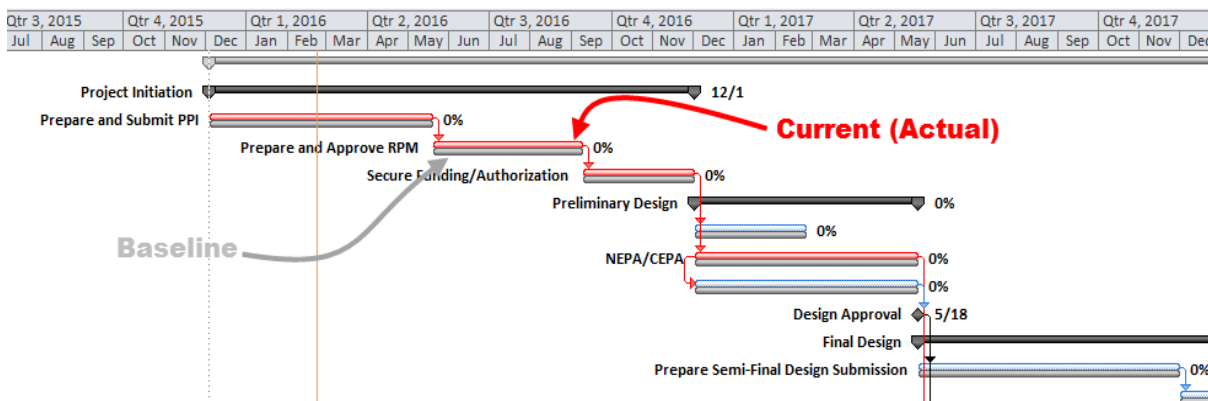 Qtr 3, 2015 Qtr 4, 2015 Qtr 1, 2016 Qtr 2, 2016 Qtr 3, 2016 Qtr 4, 2016 Qtr 1, 2017 Qtr 2, 2017 Qtr 3, 2017 Qtr 4, 2017
Jul Aug Sep Oct Nov Dec Jan Feb Mar Apr May Jun Jul Aug Sep Oct Nov Dec Jan Feb Mar Apr May Jun Jul Aug Sep Oct Nov Dec
Project Initiation 12/1
Prepare and Submit PPI 0%
Current (Actual)
Prepare and Approve RPM 0%
Secure Funding/Authorization 0%
Preliminary Design 0%
0%
Baseline
NEPA/CEPA 0%
0%
Design Approval 5/18
Final Design
Prepare Semi-Final Design Submission 0%